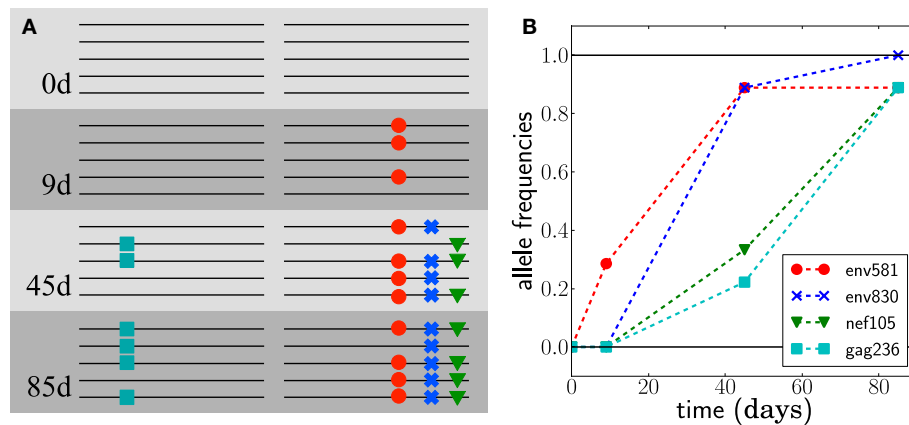 A
0d
9d
45d
85d
B
allele frequencies
1.0
0.8
0.6
0.4
0.2
0.0
env581
env830
nef105
gag236
0
20
40
60
80
time (days)